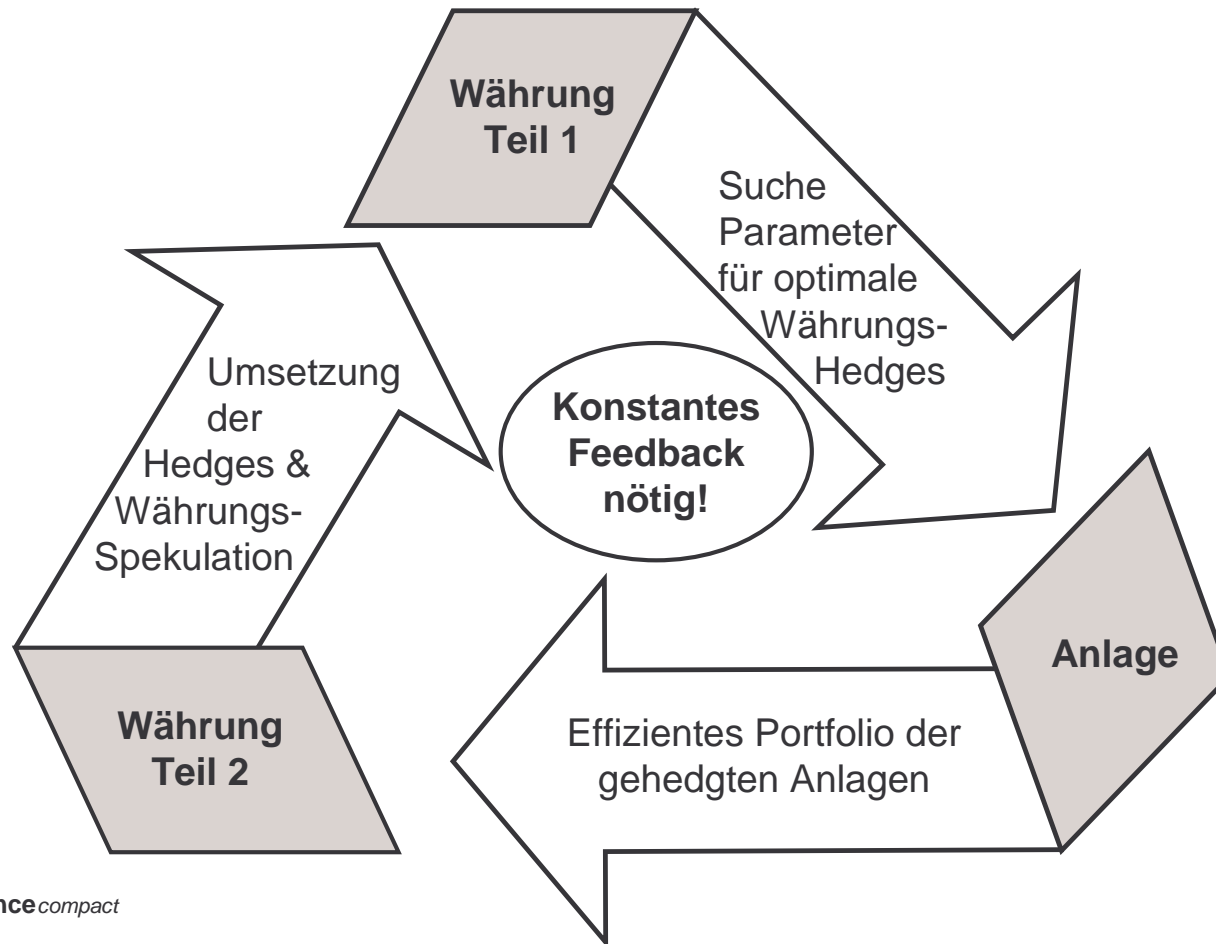 Währung
Teil 1
Suche
Parameter
für optimale
Währungs-
Hedges
Umsetzung
der
Hedges &
Währungs-
Spekulation
Konstantes
Feedback
nötig!
Anlage
Währung
Teil 2
Effizientes Portfolio der
gehedgten Anlagen
compact